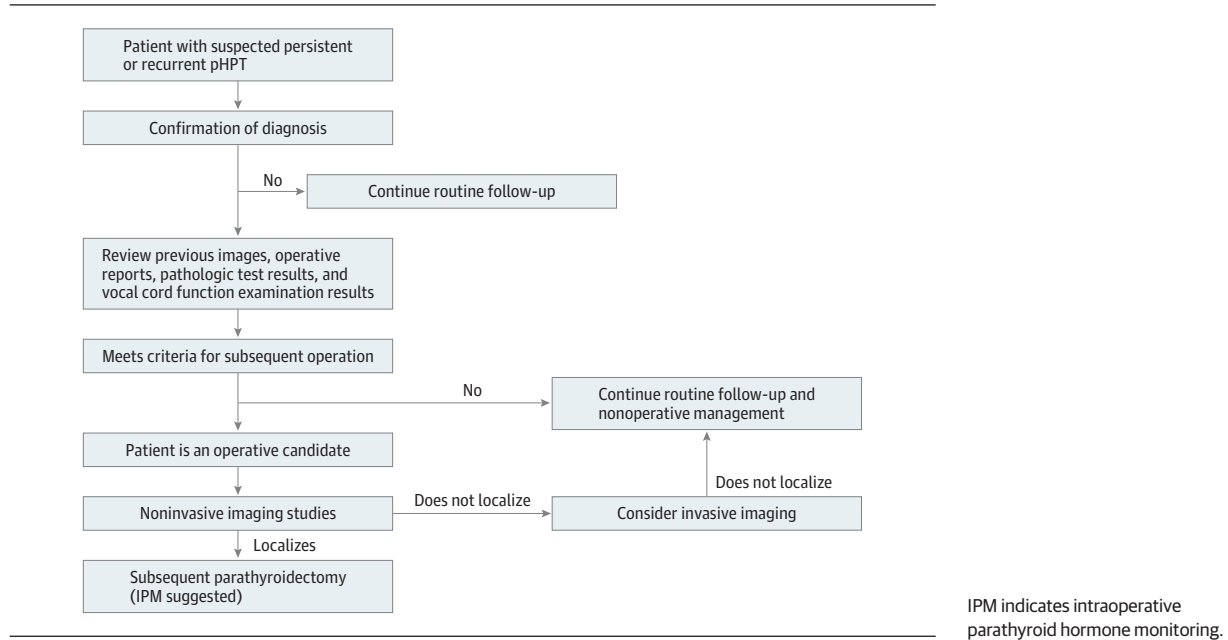 Patient with suspected persistent
or recurrent pHPT
Confirmation of diagnosis
No
Continue routine follow-up
Review previous images, operative
reports, pathologic test results, and
vocal cord function examination results
Meets criteria for subsequent operation
No
Continue routine follow-up and
nonoperative management
Patient is an operative candidate
Does not localize
Noninvasive imaging studies
Does not localize
Consider invasive imaging
Localizes
Subsequent parathyroidectomy
(IPM suggested)
IPM indicates intraoperative
parathyroid hormone monitoring.